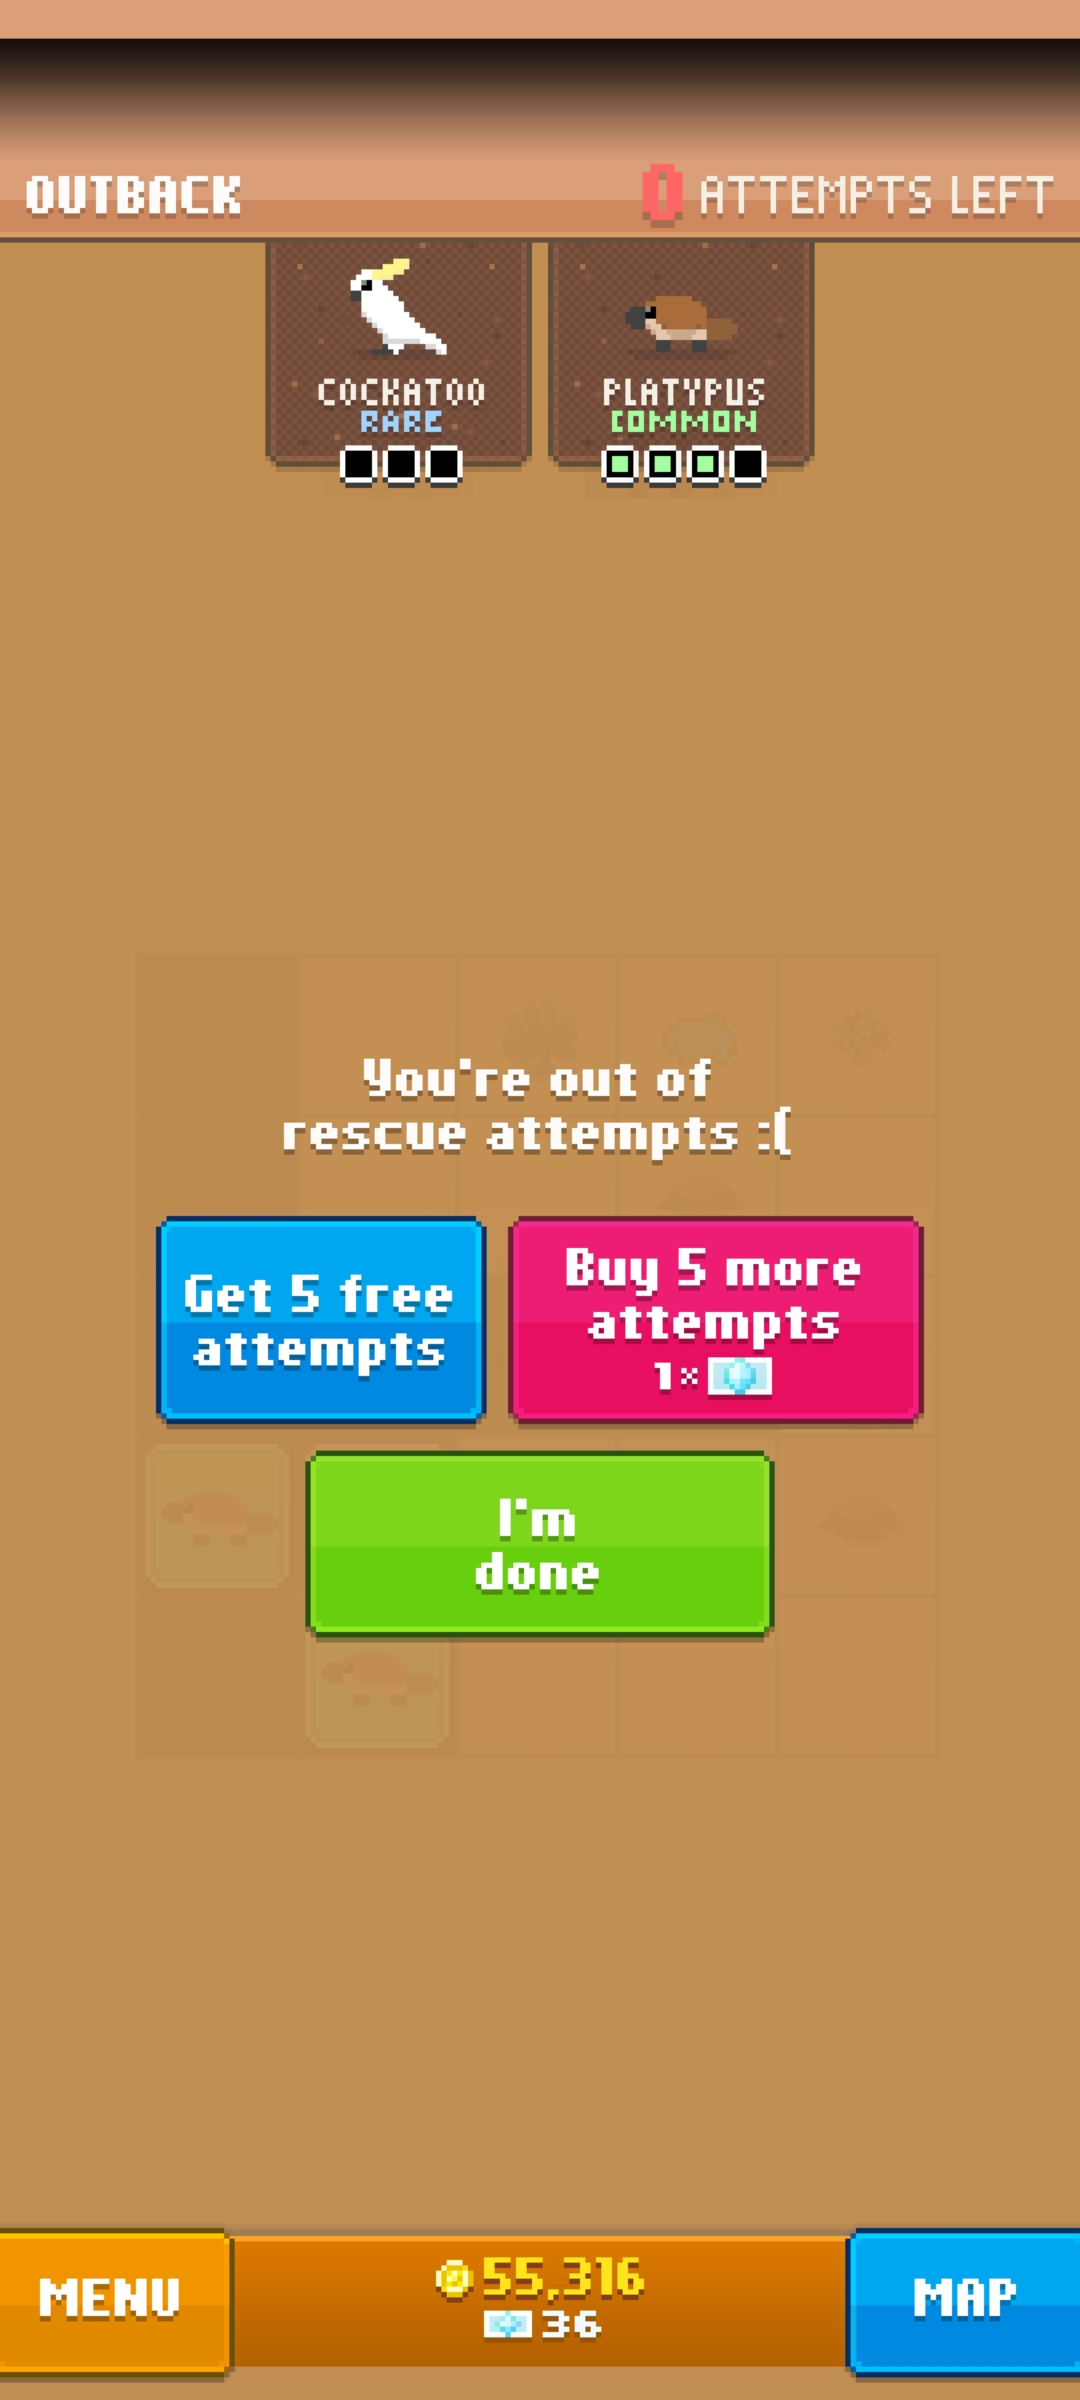 OUTBACK
0 ATTEMPTS LEFT
COCKATOO
RARE
PLATYPUS
COMMON
You're out of
rescue attempts :(
Get 5 free
attempts
Buy 5 more
attempts
1×
I'm
done
MENU
55,316
36
MAP